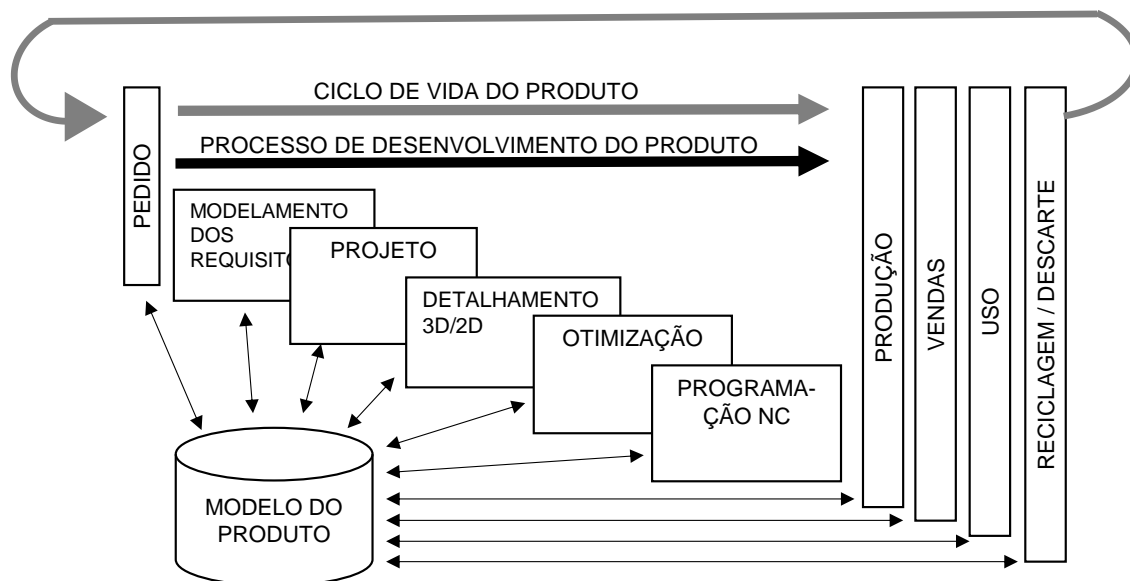 CICLO DE VIDA DO PRODUTO
PROCESSO DE DESENVOLVIMENTO DO PRODUTO
PEDIDO
MODELAMENTO
DOS
REQUISITO
PROJETO
DETALHAMENTO
3D/2D
OTIMIZAÇÃO
PROGRAMA-
ÇÃO NC
PRODUÇÃO
VENDAS
USO
RECICLAGEM / DESCARTE
MODELO DO
PRODUTO